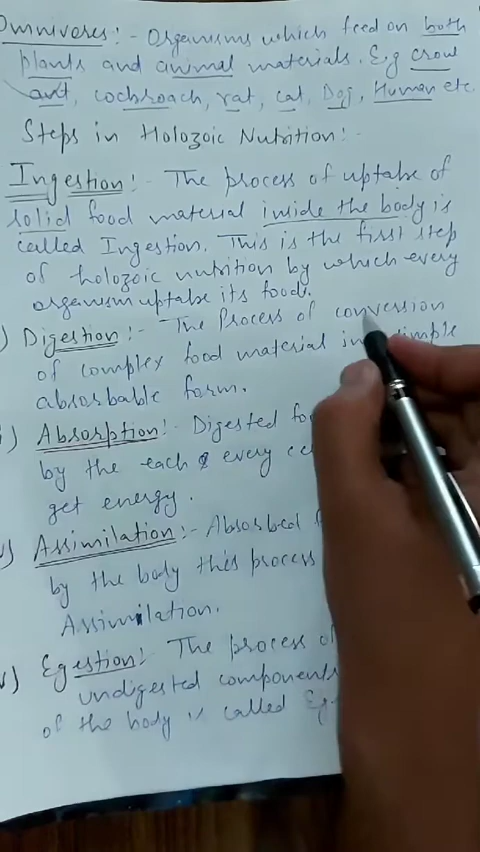 Omnivores:- Organisms which feed on both
plants and animal materials. E.g crow
ant, cockroach, rat, cat, Dog, Human etc.
Steps in Holozoic Nutrition:-
Ingestion:- The process of uptake of
solid food material inside the body is
called Ingestion. This is the first step
of holozoic nutrition by which every
organism uptake its food.
) Digestion:- The Process of conversion
of complex food material in simple
absorbable form.
) Absorption:- Digested
by the each & every
get energy.
) Assimilation:- Absorbed
by the body this process
Assimilation.
v) Egestion:- The process of
undigested components
of the body is called